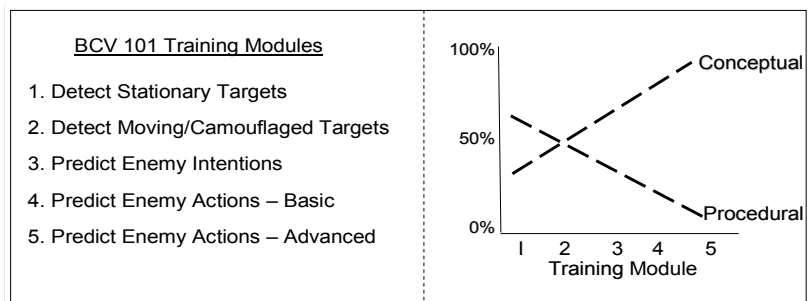 BCV 101 Training Modules
1. Detect Stationary Targets
2. Detect Moving/Camouflaged Targets
3. Predict Enemy Intentions
4. Predict Enemy Actions – Basic
5. Predict Enemy Actions – Advanced
100%
Conceptual
50%
Procedural
0%
I 2 3 4 5
Training Module